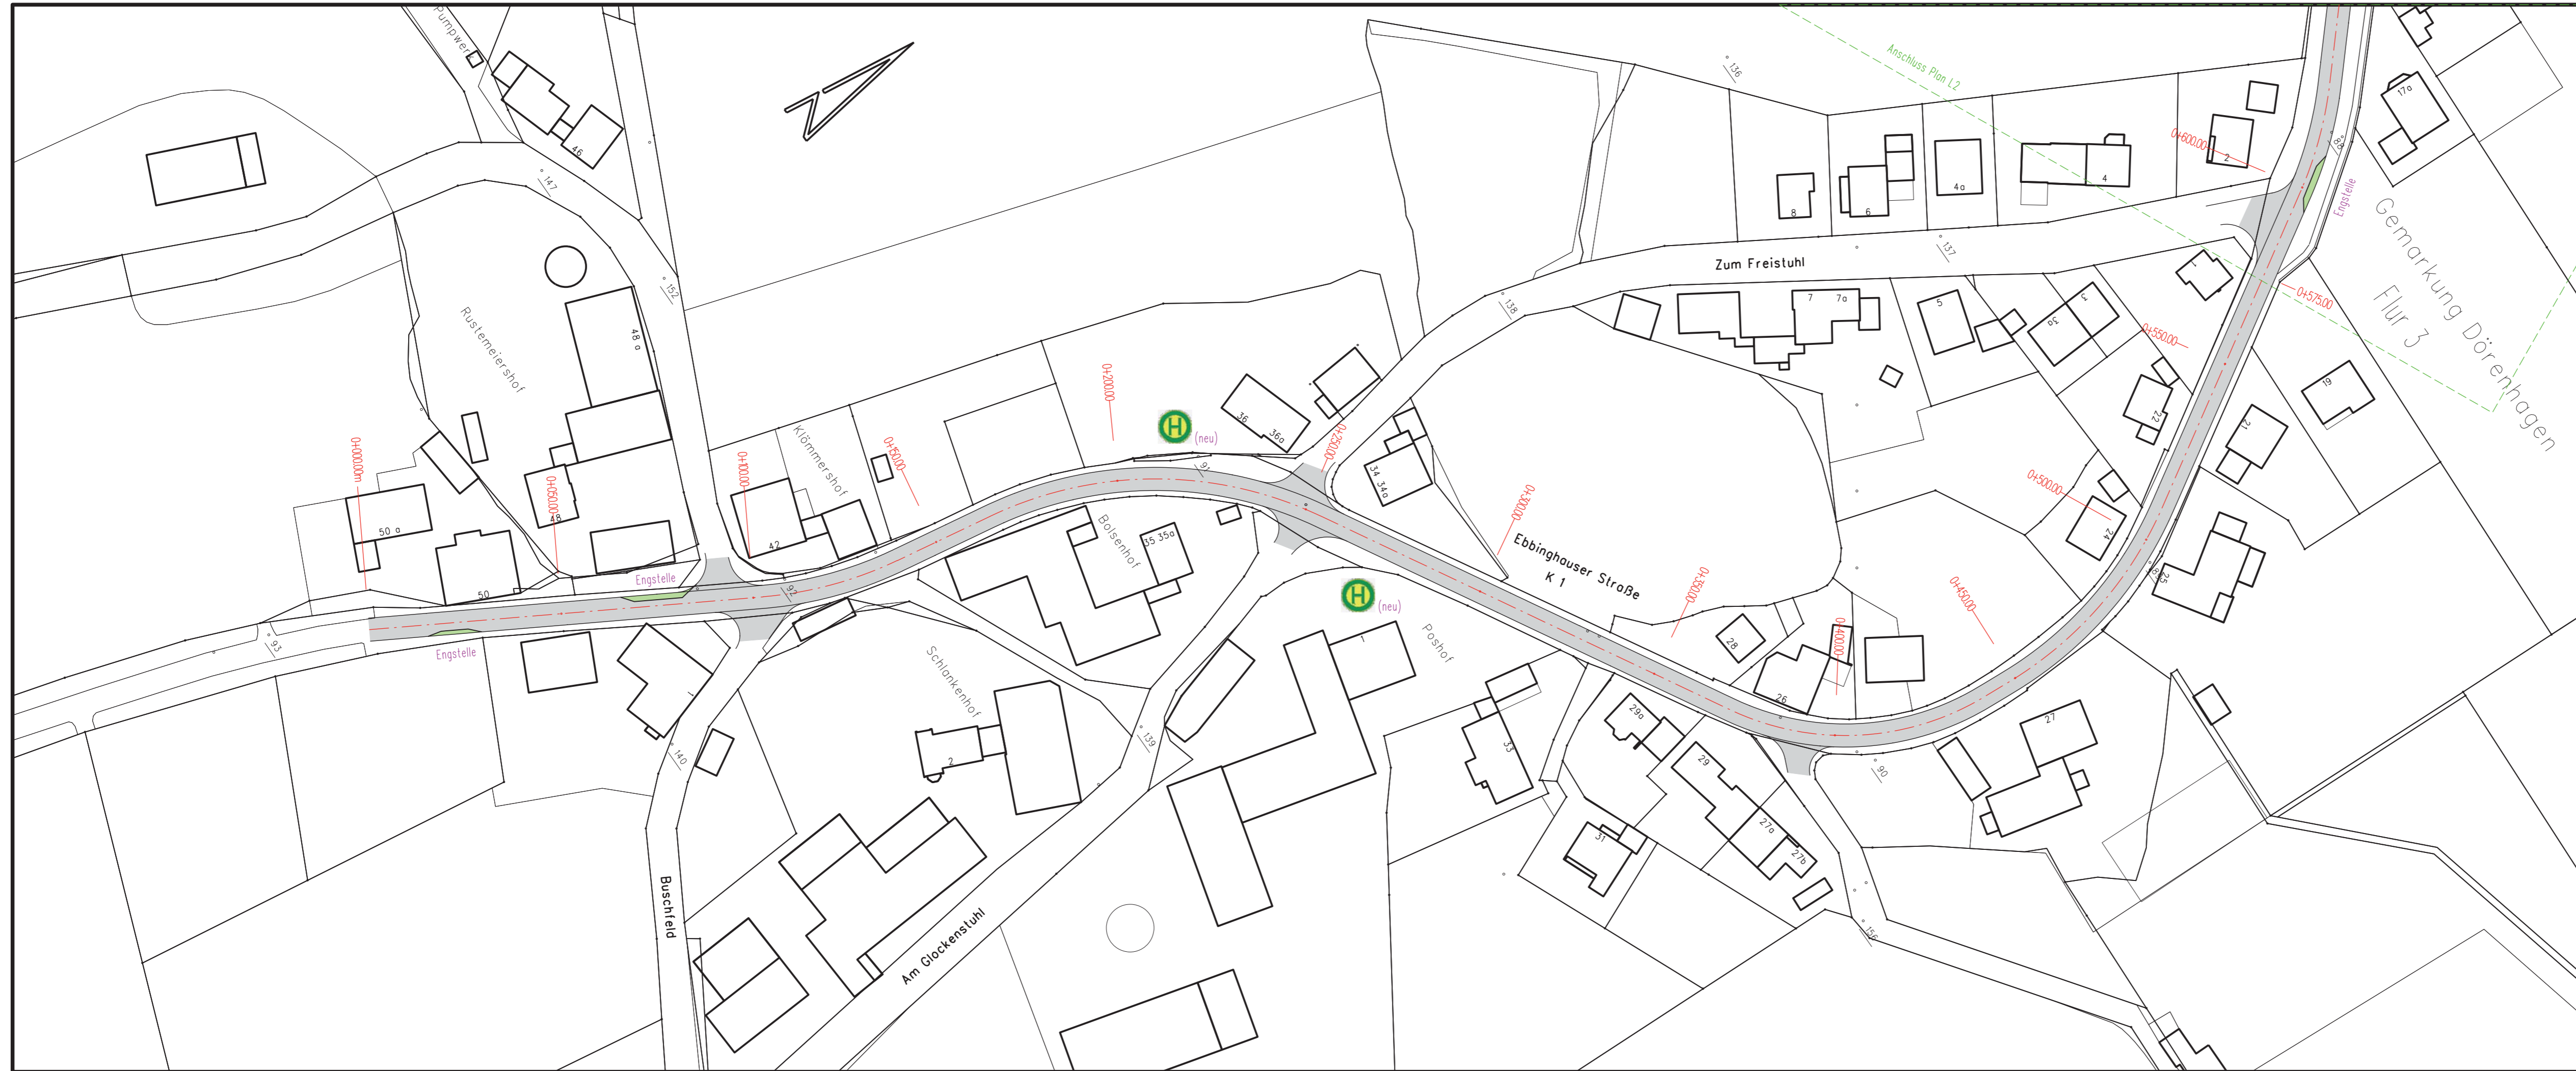 Pumpwerk
46
147
152
136
Anschluss Plan L2
88
17a
0+600.00
2
Engstelle
Gemarkung Dörenhagen
Flur 3
8
6
4a
4
137
Zum Freistuhl
138
7
7a
5
3
3a
1
0+575.00
0+550.00
Rustemeiershof
48 a
48
0+000.00m
0+050.00
50 a
50
Engstelle
Engstelle
93
0+100.00
Klömmershof
42
0+150.00
92
0+200.00
H
(neu)
91
36
36a
0+250.00
34
34a
0+300.00
Ebbinghauser Straße
K 1
0+350.00
0+400.00
0+450.00
0+500.00
22
24
19
21
25
89
Bolsenhof
35
35a
H
(neu)
Poshof
1
Schlankenhof
2
1
140
139
33
28
26
29a
29
27a
27b
31
27
90
156
Buschfeld
Am Glockenstuhl